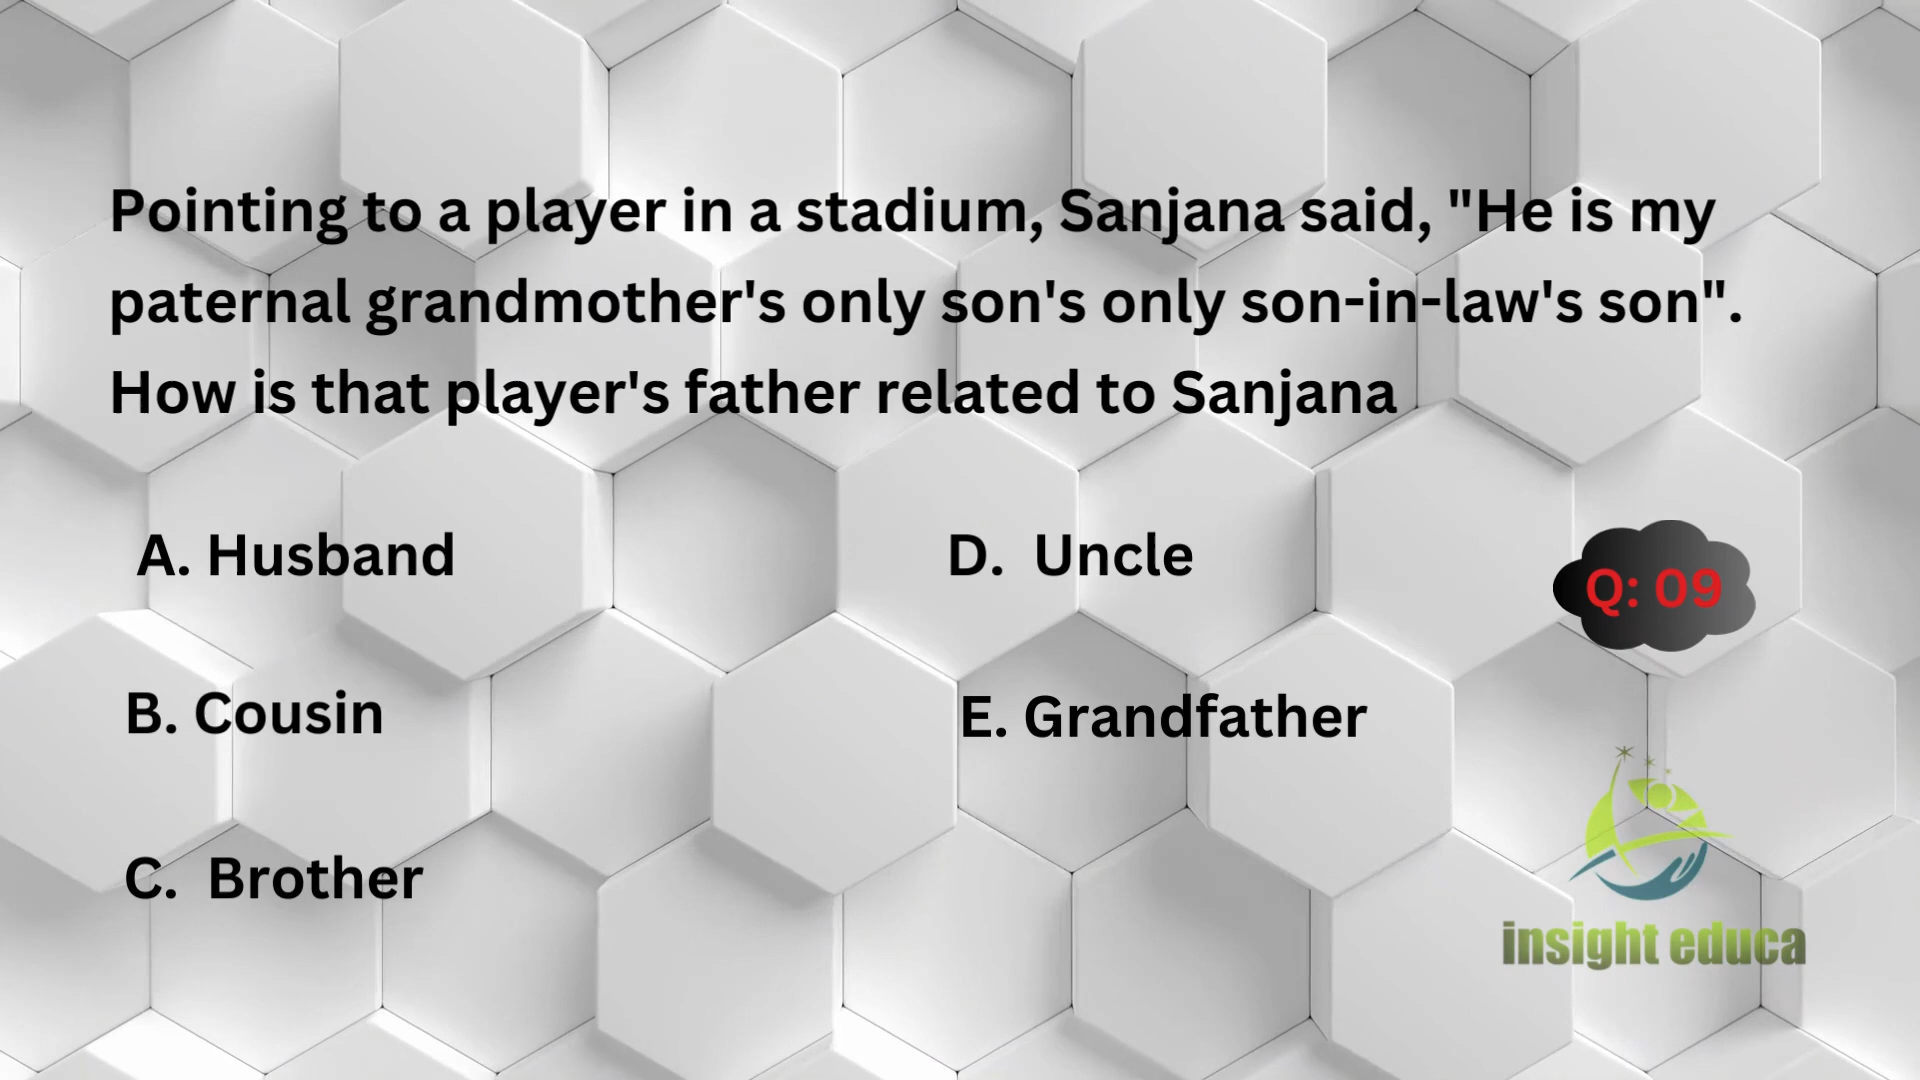 Pointing to a player in a stadium, Sanjana said, "He is my
paternal grandmother's only son's only son-in-law's son".
How is that player's father related to Sanjana
A. Husband
D. Uncle
Q: 09
B. Cousin
E. Grandfather
C. Brother
insight educa